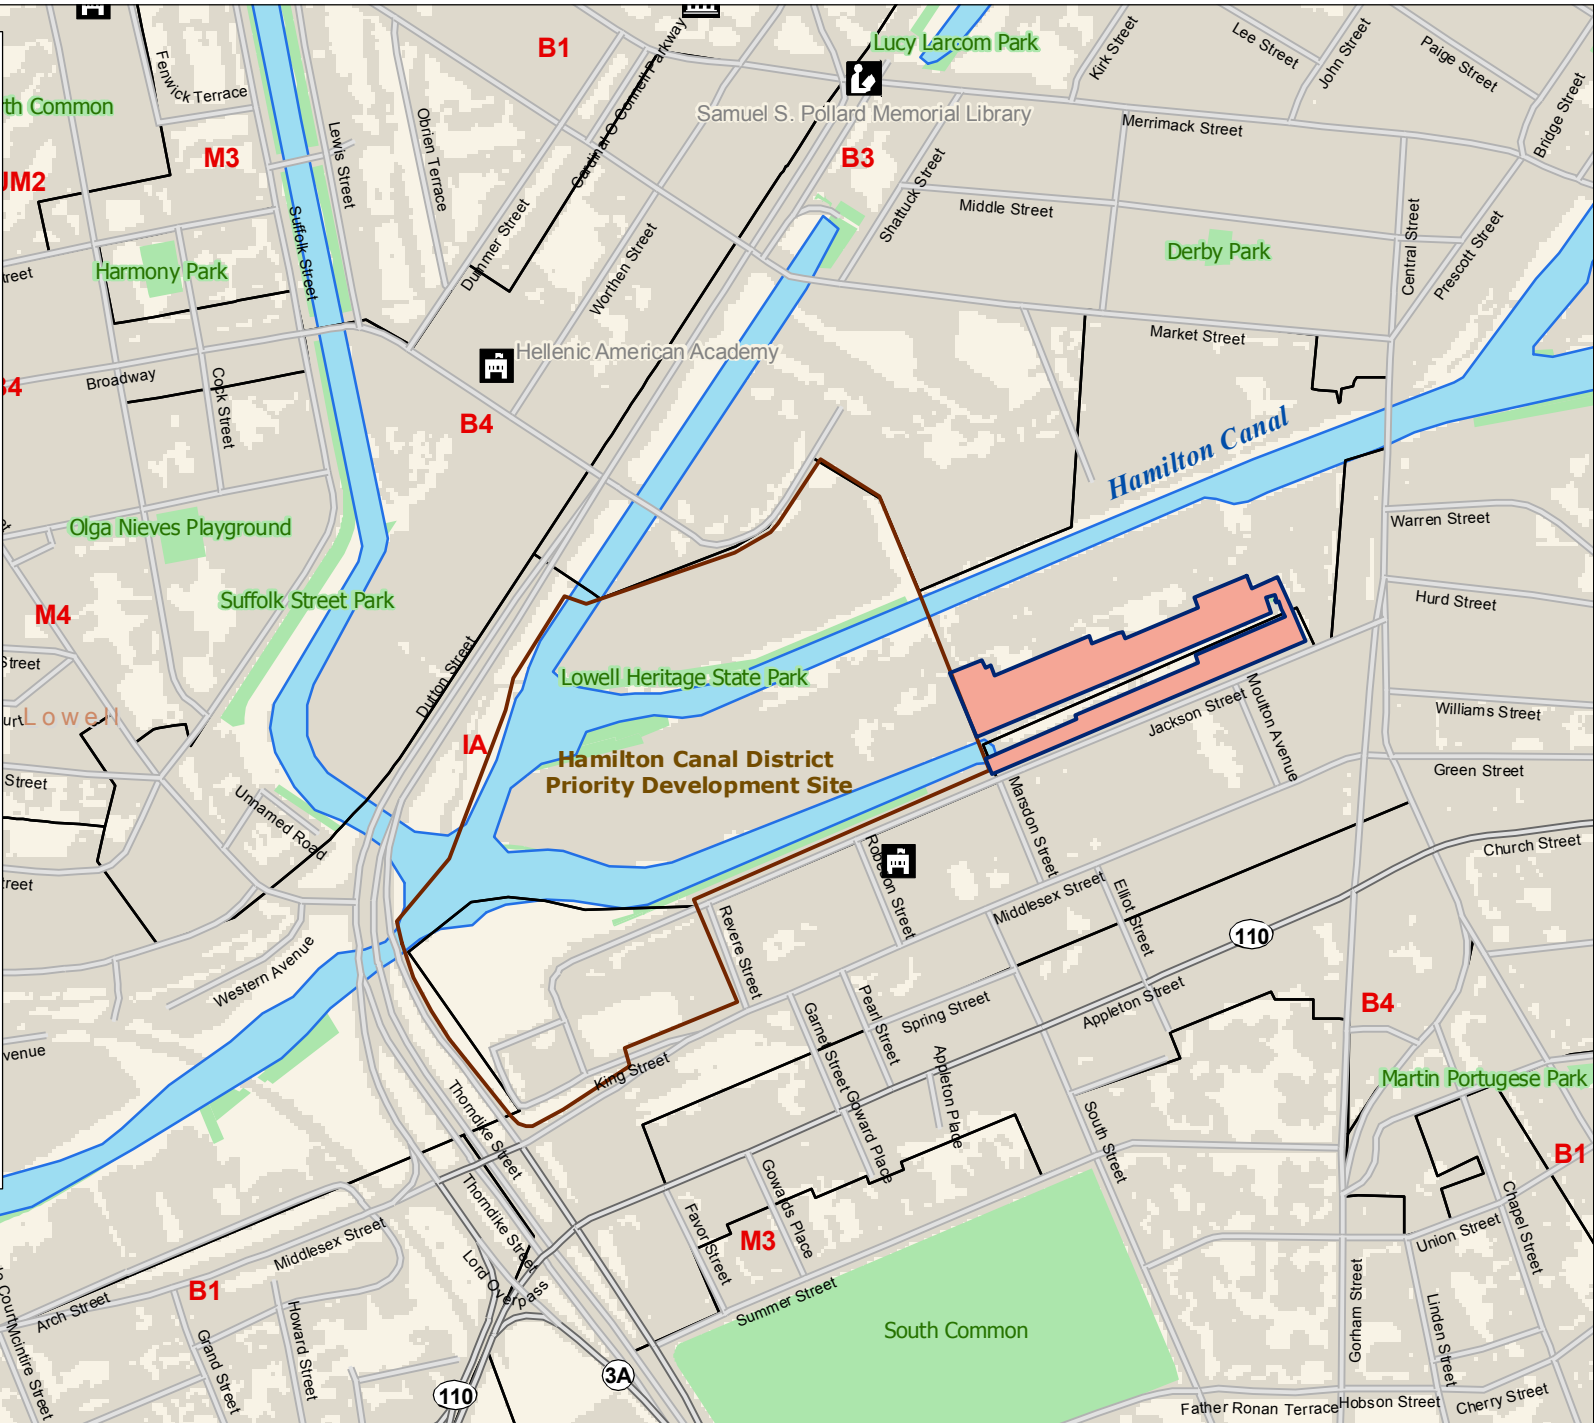 B1
Lucy Larcom Park
Kirk Street
Lee Street
John Street
Paige Street
Bridge Street
Fenwick Terrace
th Common
Cardinal O Connell Parkway
Samuel S. Pollard Memorial Library
Merrimack Street
Obrien Terrace
Lewis Street
M3
B3
Shattuck Street
Middle Street
Central Street
Prescott Street
Derby Park
Suffolk Street
Dummer Street
Worthen Street
Harmony Park
treet
Market Street
Hellenic American Academy
Broadway
Cock Street
B4
Hamilton Canal
Warren Street
Olga Nieves Playground
Suffolk Street Park
M4
Hurd Street
Street
Dutton Street
Lowell Heritage State Park
Lowell
Jackson Street
Moulton Avenue
Williams Street
IA
Hamilton Canal District
Priority Development Site
Street
Green Street
Unnamed Road
Marsdon Street
Church Street
treet
Middlesex Street
Elliot Street
Revere Street
110
Western Avenue
Pearl Street
Spring Street
Appleton Street
B4
Garnet Street
venue
King Street
Appleton Place
Martin Portugese Park
Thorndike Street
Goward Place
South Street
B1
Thorndike Street
Gowards Place
Favor Street
M3
Chapel Street
Union Street
Middlesex Street
Lord Overpass
B1
Arch Street
Summer Street
Gorham Street
Linden Street
Howard Street
Grand Street
Mcintire Street
South Common
3A
110
Father Ronan Terrace
Hobson Street
Cherry Street